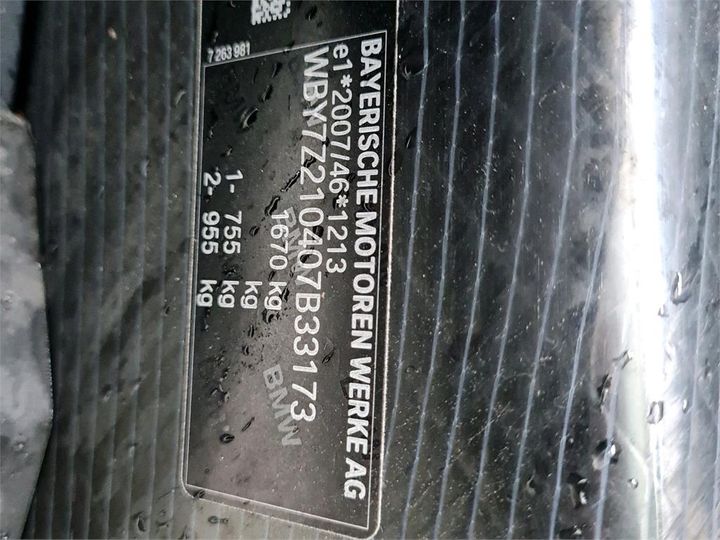 BAYERISCHE MOTOREN WERKE AG
e1*2007/46*1213
WBY7Z210407B33173
1670 kg
1- 755 kg
2- 955 kg
7 263 981
BMW